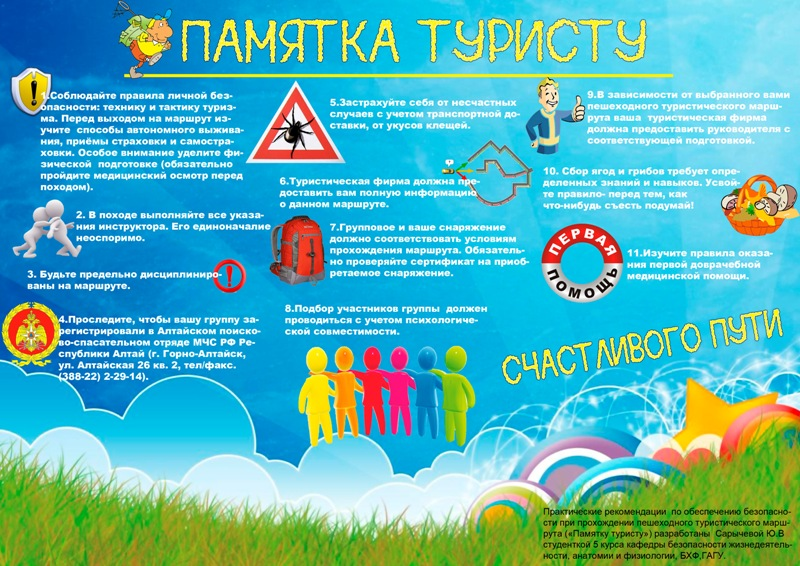 ПАМЯТКА ТУРИСТУ
1.Соблюдайте правила личной без-
опасности: технику и тактику туриз-
ма. Перед выходом на маршрут из-
учите способы автономного выжива-
ния, приёмы страховки и самостра-
ховки. Особое внимание уделите фи-
зической подготовке (обязательно
пройдите медицинский осмотр перед
походом).
2. В походе выполняйте все указа-
ния инструктора. Его единоначалие
неоспоримо.
3. Будьте предельно дисциплиниро-
ваны на маршруте.
4.Проследите, чтобы вашу группу за-
регистрировали в Алтайском поиско-
во-спасательном отряде МЧС РФ Ре-
спублики Алтай (г. Горно-Алтайск,
ул. Алтайская 26 кв. 2, тел/факс.
(388-22) 2-29-14).
5.Застрахуйте себя от несчастных
случаев с учетом транспортной до-
ставки, от укусов клещей.
6.Туристическая фирма должна пре-
доставить вам полную информацию
о данном маршруте.
7.Групповое и ваше снаряжение
должно соответствовать условиям
прохождения маршрута. Обязатель-
но проверяйте сертификат на приоб-
ретаемое снаряжение.
8.Подбор участников группы должен
проводиться с учетом психологиче-
ской совместимости.
9.В зависимости от выбранного вами
пешеходного туристического марш-
рута ваша туристическая фирма
должна предоставить руководителя с
соответствующей подготовкой.
10. Сбор ягод и грибов требует опре-
деленных знаний и навыков. Усвой-
те правило- перед тем, как
что-нибудь съесть подумай!
ПЕРВАЯ
ПОМОЩЬ
11.Изучите правила оказа-
ния первой доврачебной
медицинской помощи.
СЧАСТЛИВОГО ПУТИ
Практические рекомендации по обеспечению безопасно-
сти при прохождении пешеходного туристического марш-
рута («Памятку туристу») разработаны Сарычевой Ю.В
студенткой 5 курса кафедры безопасности жизнедеятель-
ности, анатомии и физиологии, БХФ,ГАГУ.